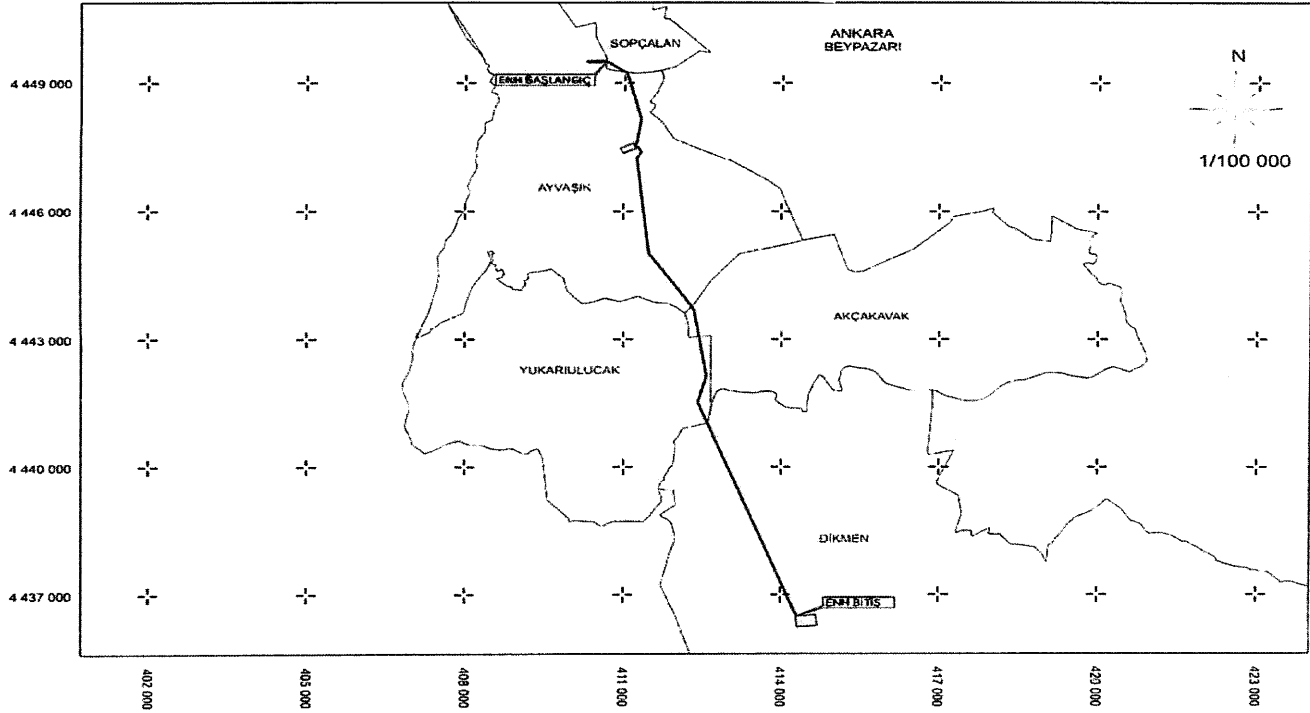 ANKARA
BEYPAZARI
SOPÇALAN
N
4 449 000
ENH BAŞLANGIÇ
1/100 000
AYVAŞIK
4 446 000
AKÇAKAVAK
4 443 000
YUKARIULUCAK
4 440 000
DİKMEN
4 437 000
ENH BİTİŞ
402 000
405 000
408 000
411 000
414 000
417 000
420 000
423 000